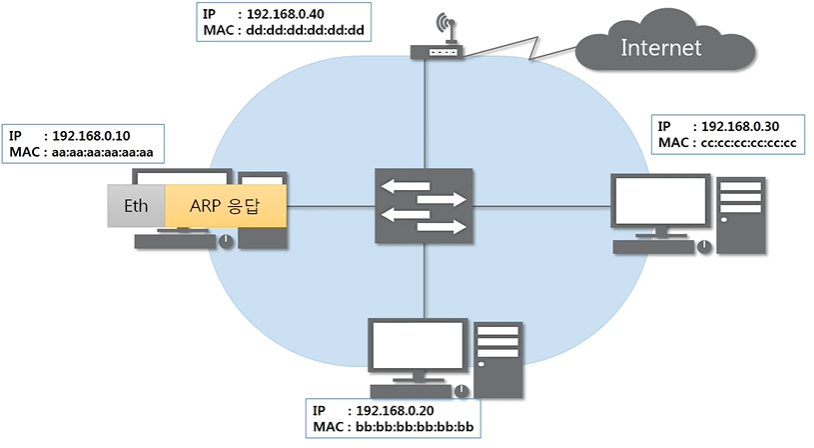 IP : 192.168.0.40
MAC : dd:dd:dd:dd:dd:dd
Internet
IP : 192.168.0.10
MAC : aa:aa:aa:aa:aa:aa
IP : 192.168.0.30
MAC : cc:cc:cc:cc:cc:cc
Eth
ARP 응답
IP : 192.168.0.20
MAC : bb:bb:bb:bb:bb:bb